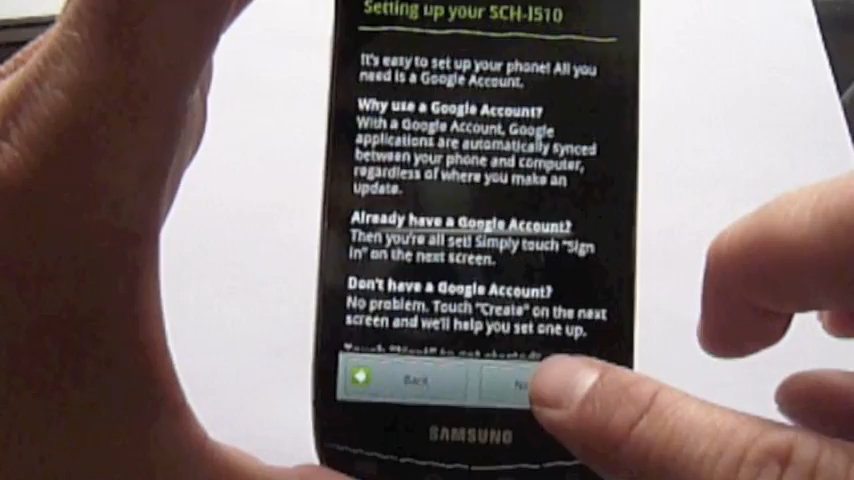 Setting up your SCH-I510
It's easy to set up your phone! All you
need is a Google Account.
Why use a Google Account?
With a Google Account, Google
applications are automatically synced
between your phone and computer,
regardless of where you make an
update.
Already have a Google Account?
Then you're all set! Simply touch "Sign
in" on the next screen.
Don't have a Google Account?
No problem. Touch "Create" on the next
screen and we'll help you set one up.
Back
SAMSUNG